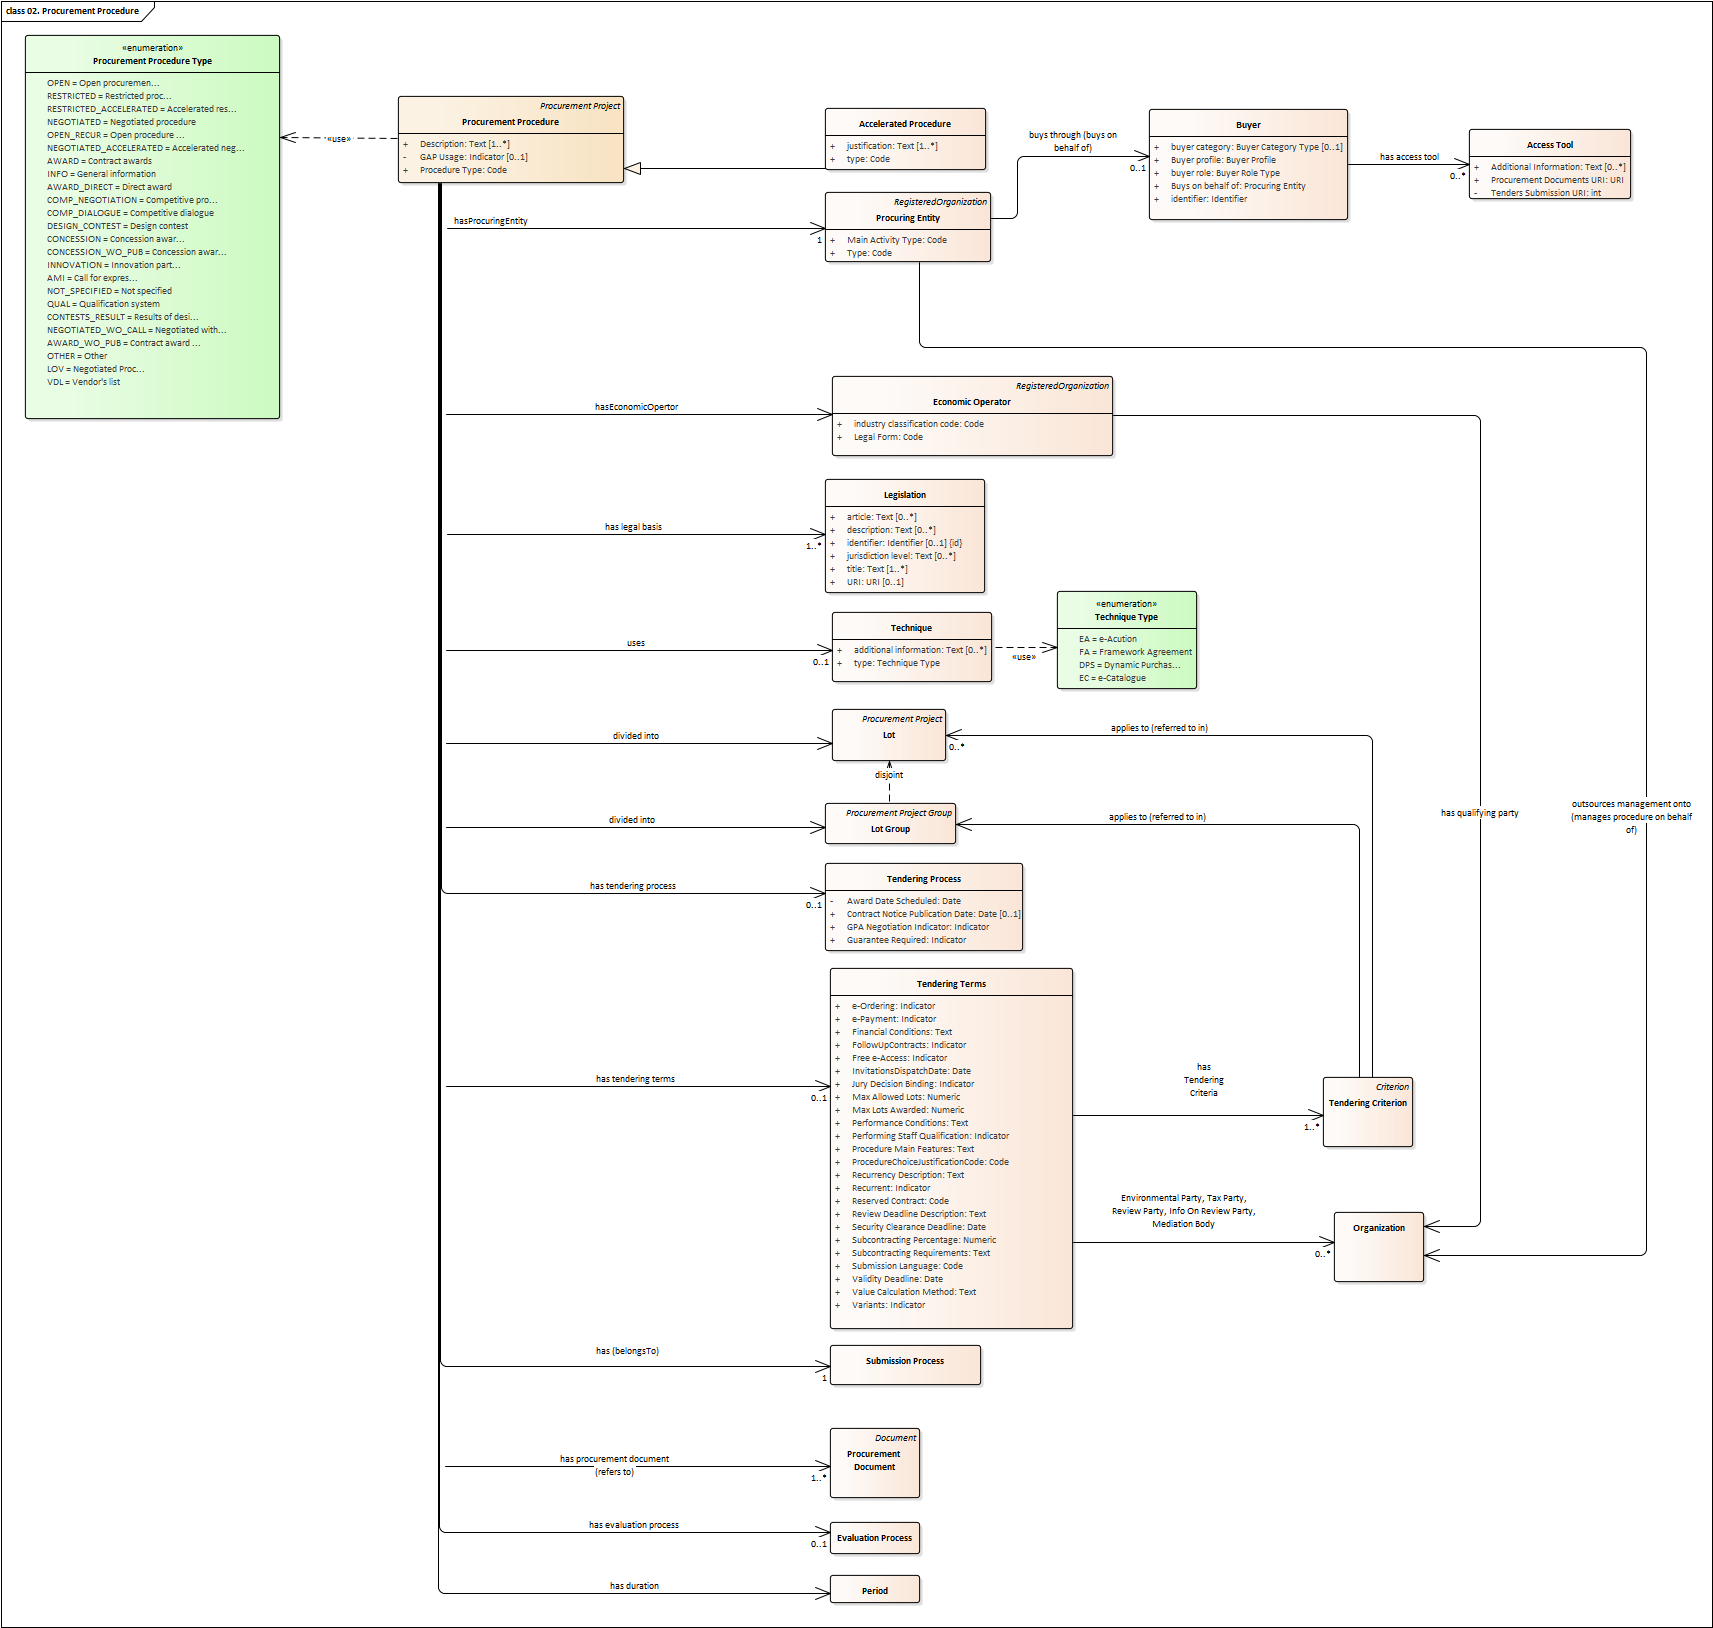 class 02. Procurement Procedure
«enumeration»
Procurement Procedure Type
OPEN = Open procuremen...
RESTRICTED = Restricted proc...
RESTRICTED_ACCELERATED = Accelerated res...
NEGOTIATED = Negotiated procedure
OPEN_RECUR = Open procedure ...
NEGOTIATED_ACCELERATED = Accelerated neg...
AWARD = Contract awards
INFO = General information
AWARD_DIRECT = Direct award
COMP_NEGOTIATION = Competitive pro...
COMP_DIALOGUE = Competitive dialogue
DESIGN_CONTEST = Design contest
CONCESSION = Concession awar...
CONCESSION_WO_PUB = Concession awar...
INNOVATION = Innovation part...
AMI = Call for expres...
NOT_SPECIFIED = Not specified
QUAL = Qualification system
CONTESTS_RESULT = Results of desi...
NEGOTIATED_WO_CALL = Negotiated with...
AWARD_WO_PUB = Contract award ...
OTHER = Other
LOV = Negotiated Proc...
VDL = Vendor's list
«use»
Procurement Project
Procurement Procedure
+ Description: Text [1..*]
- GAP Usage: Indicator [0..1]
+ Procedure Type: Code
Accelerated Procedure
+ justification: Text [1..*]
+ type: Code
hasProcuringEntity
1
RegisteredOrganization
Procuring Entity
+ Main Activity Type: Code
+ Type: Code
buys through (buys on
behalf of)
0..1
Buyer
+ buyer category: Buyer Category Type [0..1]
+ Buyer profile: Buyer Profile
+ buyer role: Buyer Role Type
+ Buys on behalf of: Procuring Entity
+ identifier: Identifier
has access tool
0..*
Access Tool
+ Additional Information: Text [0..*]
+ Procurement Documents URI: URI
- Tenders Submission URI: int
hasEconomicOpertor
RegisteredOrganization
Economic Operator
+ industry classification code: Code
+ Legal Form: Code
has legal basis
1..*
Legislation
+ article: Text [0..*]
+ description: Text [0..*]
+ identifier: Identifier [0..1] {id}
+ jurisdiction level: Text [0..*]
+ title: Text [1..*]
+ URI: URI [0..1]
uses
0..1
Technique
+ additional information: Text [0..*]
+ type: Technique Type
«use»
«enumeration»
Technique Type
EA = e-Acution
FA = Framework Agreement
DPS = Dynamic Purchas...
EC = e-Catalogue
divided into
Procurement Project
Lot
0..*
applies to (referred to in)
disjoint
divided into
Procurement Project Group
Lot Group
applies to (referred to in)
has qualifying party
outsources management onto
(manages procedure on behalf
of)
has tendering process
0..1
Tendering Process
- Award Date Scheduled: Date
+ Contract Notice Publication Date: Date [0..1]
+ GPA Negotiation Indicator: Indicator
+ Guarantee Required: Indicator
has tendering terms
0..1
Tendering Terms
+ e-Ordering: Indicator
+ e-Payment: Indicator
+ Financial Conditions: Text
+ FollowUpContracts: Indicator
+ Free e-Access: Indicator
+ InvitationsDispatchDate: Date
+ Jury Decision Binding: Indicator
+ Max Allowed Lots: Numeric
+ Max Lots Awarded: Numeric
+ Performance Conditions: Text
+ Performing Staff Qualification: Indicator
+ Procedure Main Features: Text
+ ProcedureChoiceJustificationCode: Code
+ Recurrency Description: Text
+ Recurrent: Indicator
+ Reserved Contract: Code
+ Review Deadline Description: Text
+ Security Clearance Deadline: Date
+ Subcontracting Percentage: Numeric
+ Subcontracting Requirements: Text
+ Submission Language: Code
+ Validity Deadline: Date
+ Value Calculation Method: Text
+ Variants: Indicator
has
Tendering
Criteria
1..*
Criterion
Tendering Criterion
Environmental Party, Tax Party,
Review Party, Info On Review Party,
Mediation Body
0..*
Organization
has (belongsTo)
1
Submission Process
has procurement document
(refers to)
1..*
Document
Procurement
Document
has evaluation process
0..1
Evaluation Process
has duration
Period